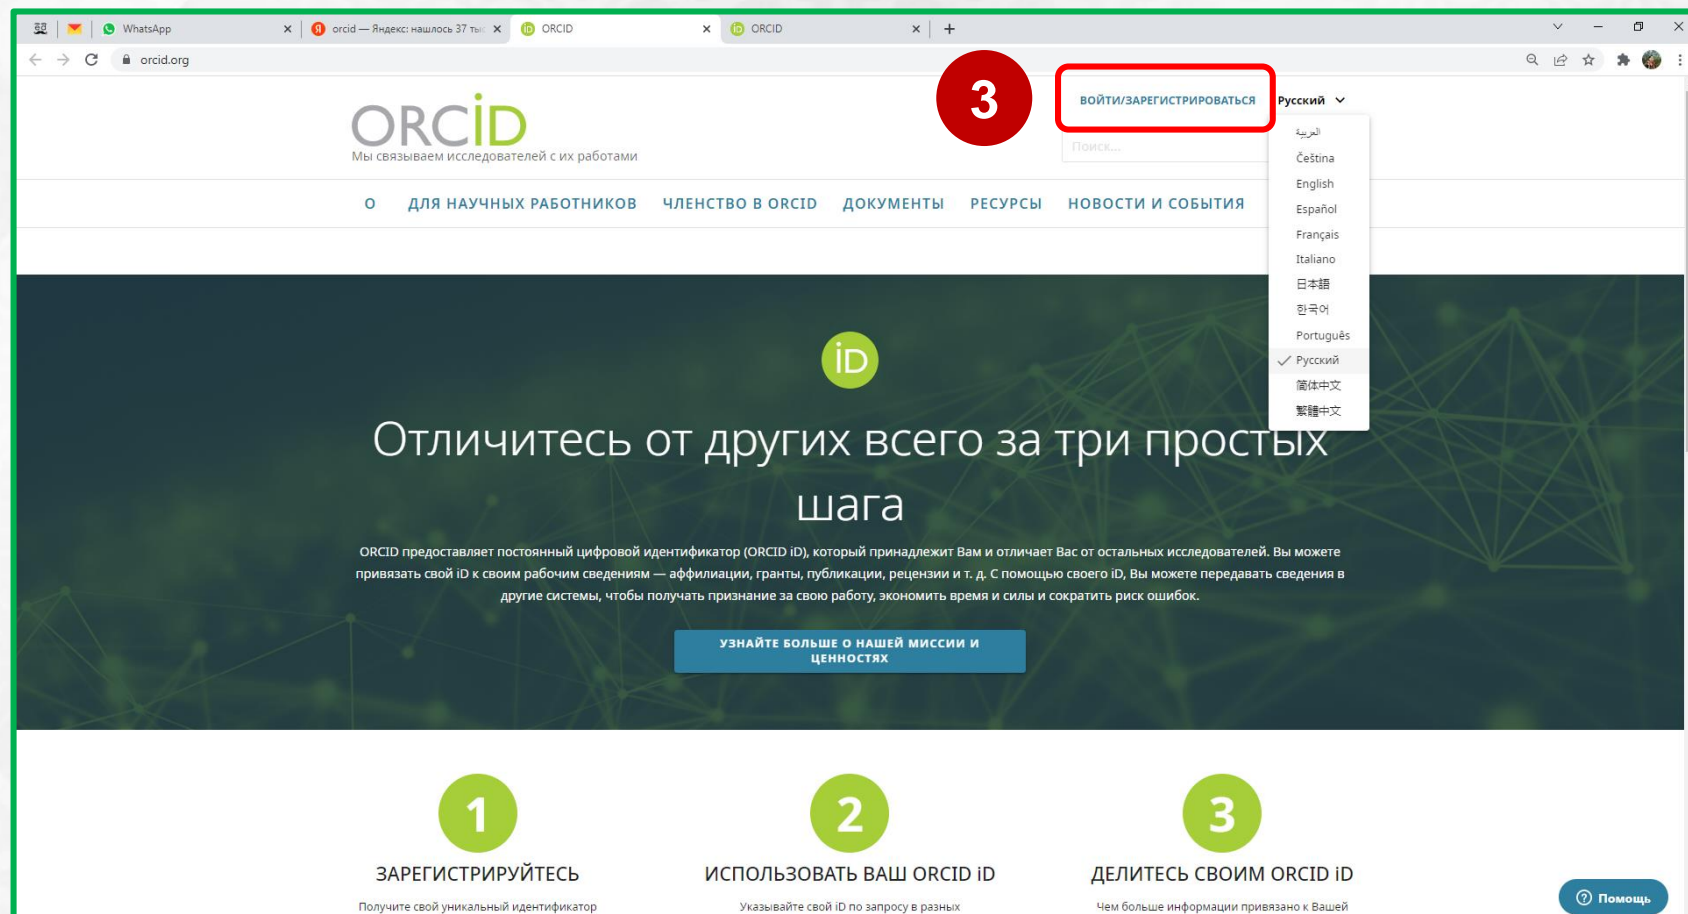 WhatsApp
orcid — Яндекс: нашлось 37 тыс
ORCID
ORCID
orcid.org
3
ВОЙТИ/ЗАРЕГИСТРИРОВАТЬСЯ
Русский
ORCID
Мы связываем исследователей с их работами
Поиск...
العربية
Čeština
English
Español
Français
Italiano
日本語
한국어
Português
Русский
简体中文
繁體中文
О ДЛЯ НАУЧНЫХ РАБОТНИКОВ ЧЛЕНСТВО В ORCID ДОКУМЕНТЫ РЕСУРСЫ НОВОСТИ И СОБЫТИЯ
iD
Отличитесь от других всего за три простых
шага
ORCID предоставляет постоянный цифровой идентификатор (ORCID iD), который принадлежит Вам и отличает Вас от остальных исследователей. Вы можете
привязать свой iD к своим рабочим сведениям — аффилиации, гранты, публикации, рецензии и т. д. С помощью своего iD, Вы можете передавать сведения в
другие системы, чтобы получать признание за свою работу, экономить время и силы и сократить риск ошибок.
УЗНАЙТЕ БОЛЬШЕ О НАШЕЙ МИССИИ И
ЦЕННОСТЯХ
1
ЗАРЕГИСТРИРУЙТЕСЬ
Получите свой уникальный идентификатор
2
ИСПОЛЬЗОВАТЬ ВАШ ORCID iD
Указывайте свой iD по запросу в разных
3
ДЕЛИТЕСЬ СВОИМ ORCID iD
Чем больше информации привязано к Вашей
Помощь